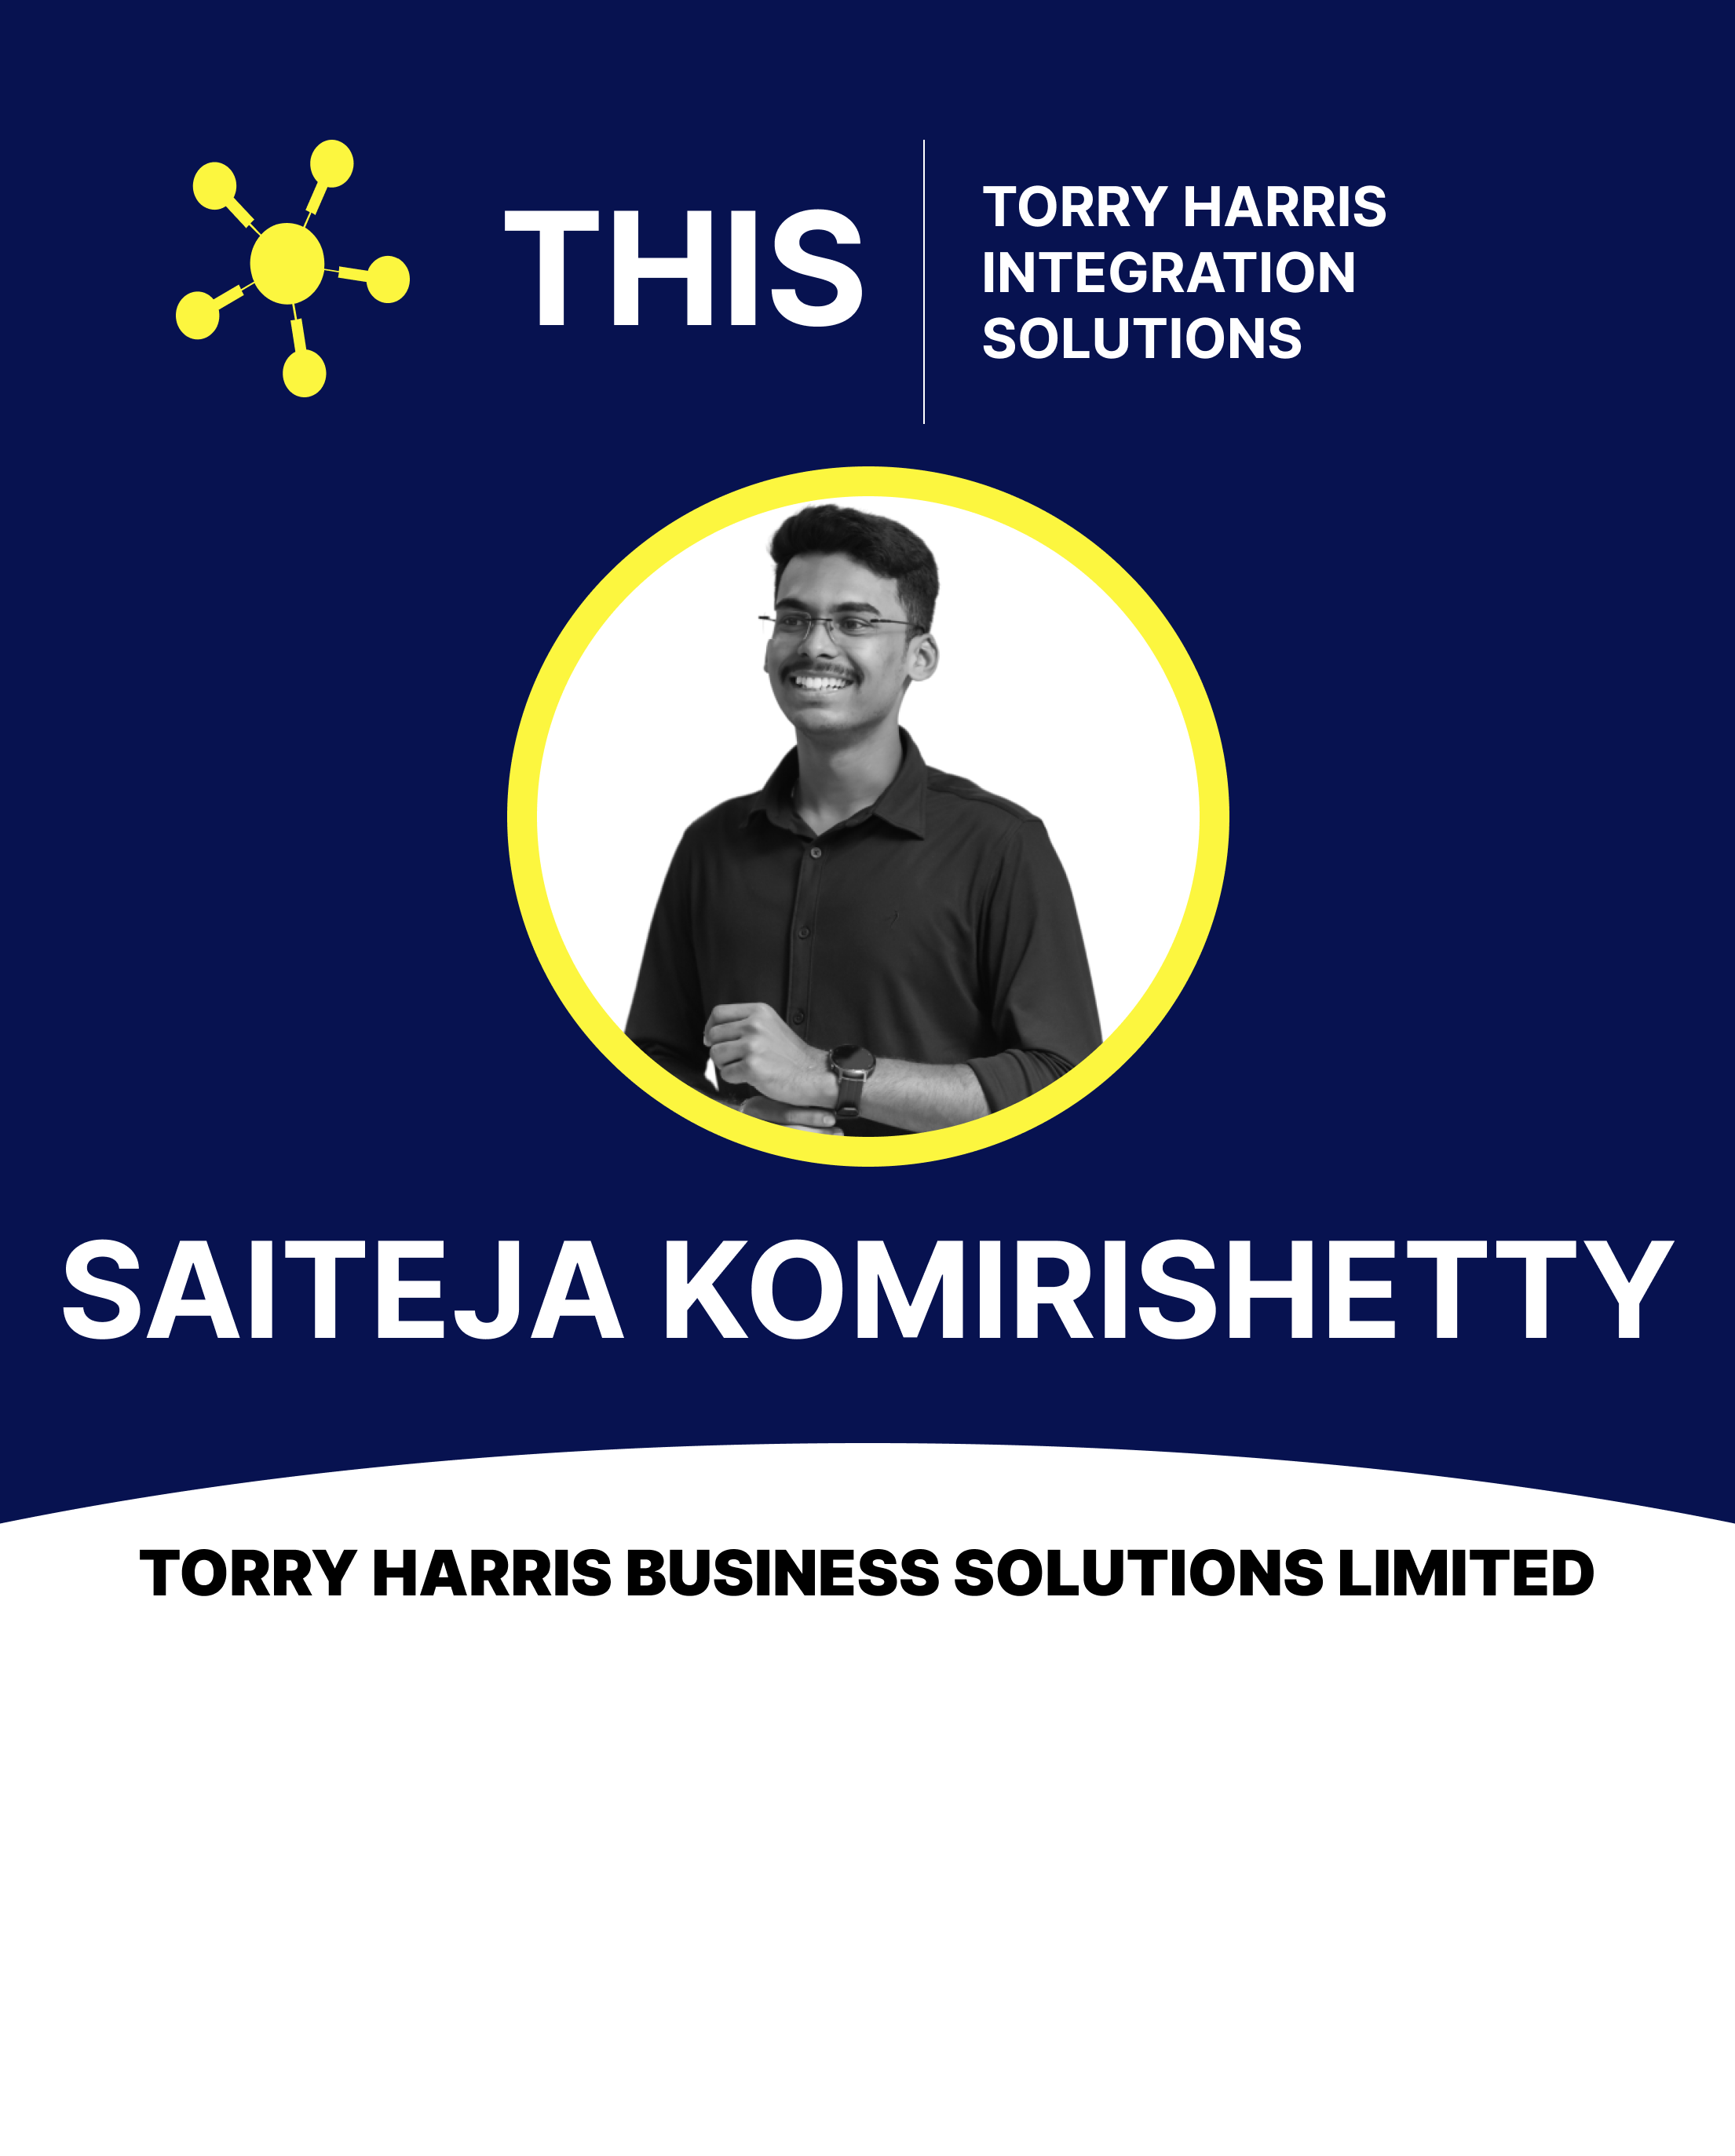 THIS
TORRY HARRIS
INTEGRATION
SOLUTIONS
SAITEJA KOMIRISHETTY
TORRY HARRIS BUSINESS SOLUTIONS LIMITED